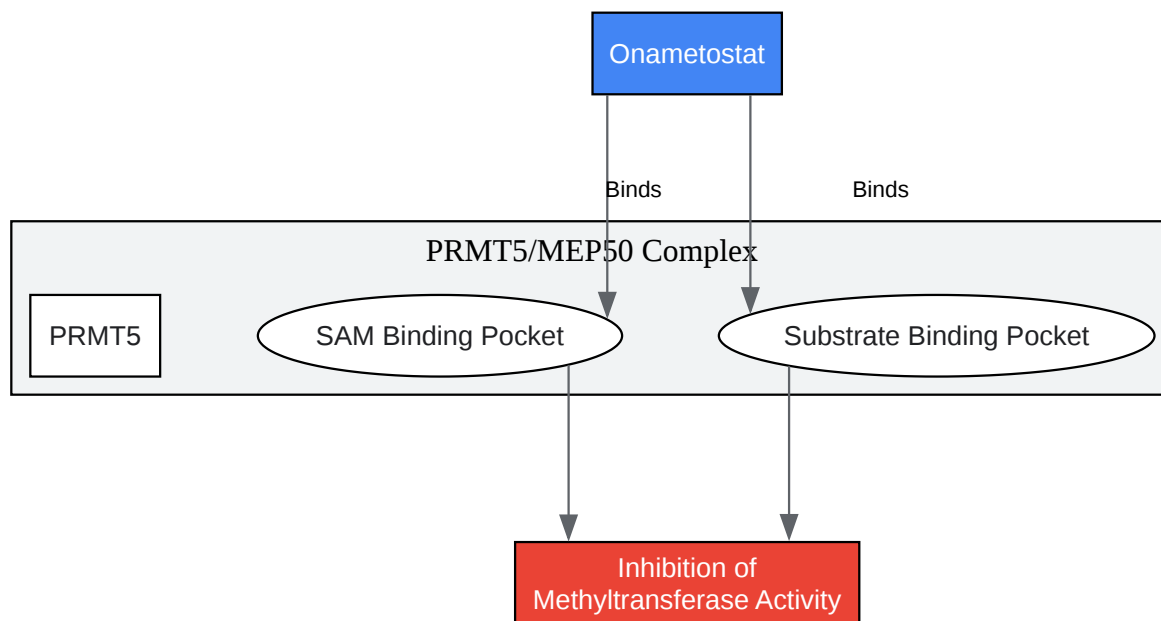 Onametostat
Binds
Binds
PRMT5/MEP50 Complex
PRMT5
SAM Binding Pocket
Substrate Binding Pocket
Inhibition of
Methyltransferase Activity